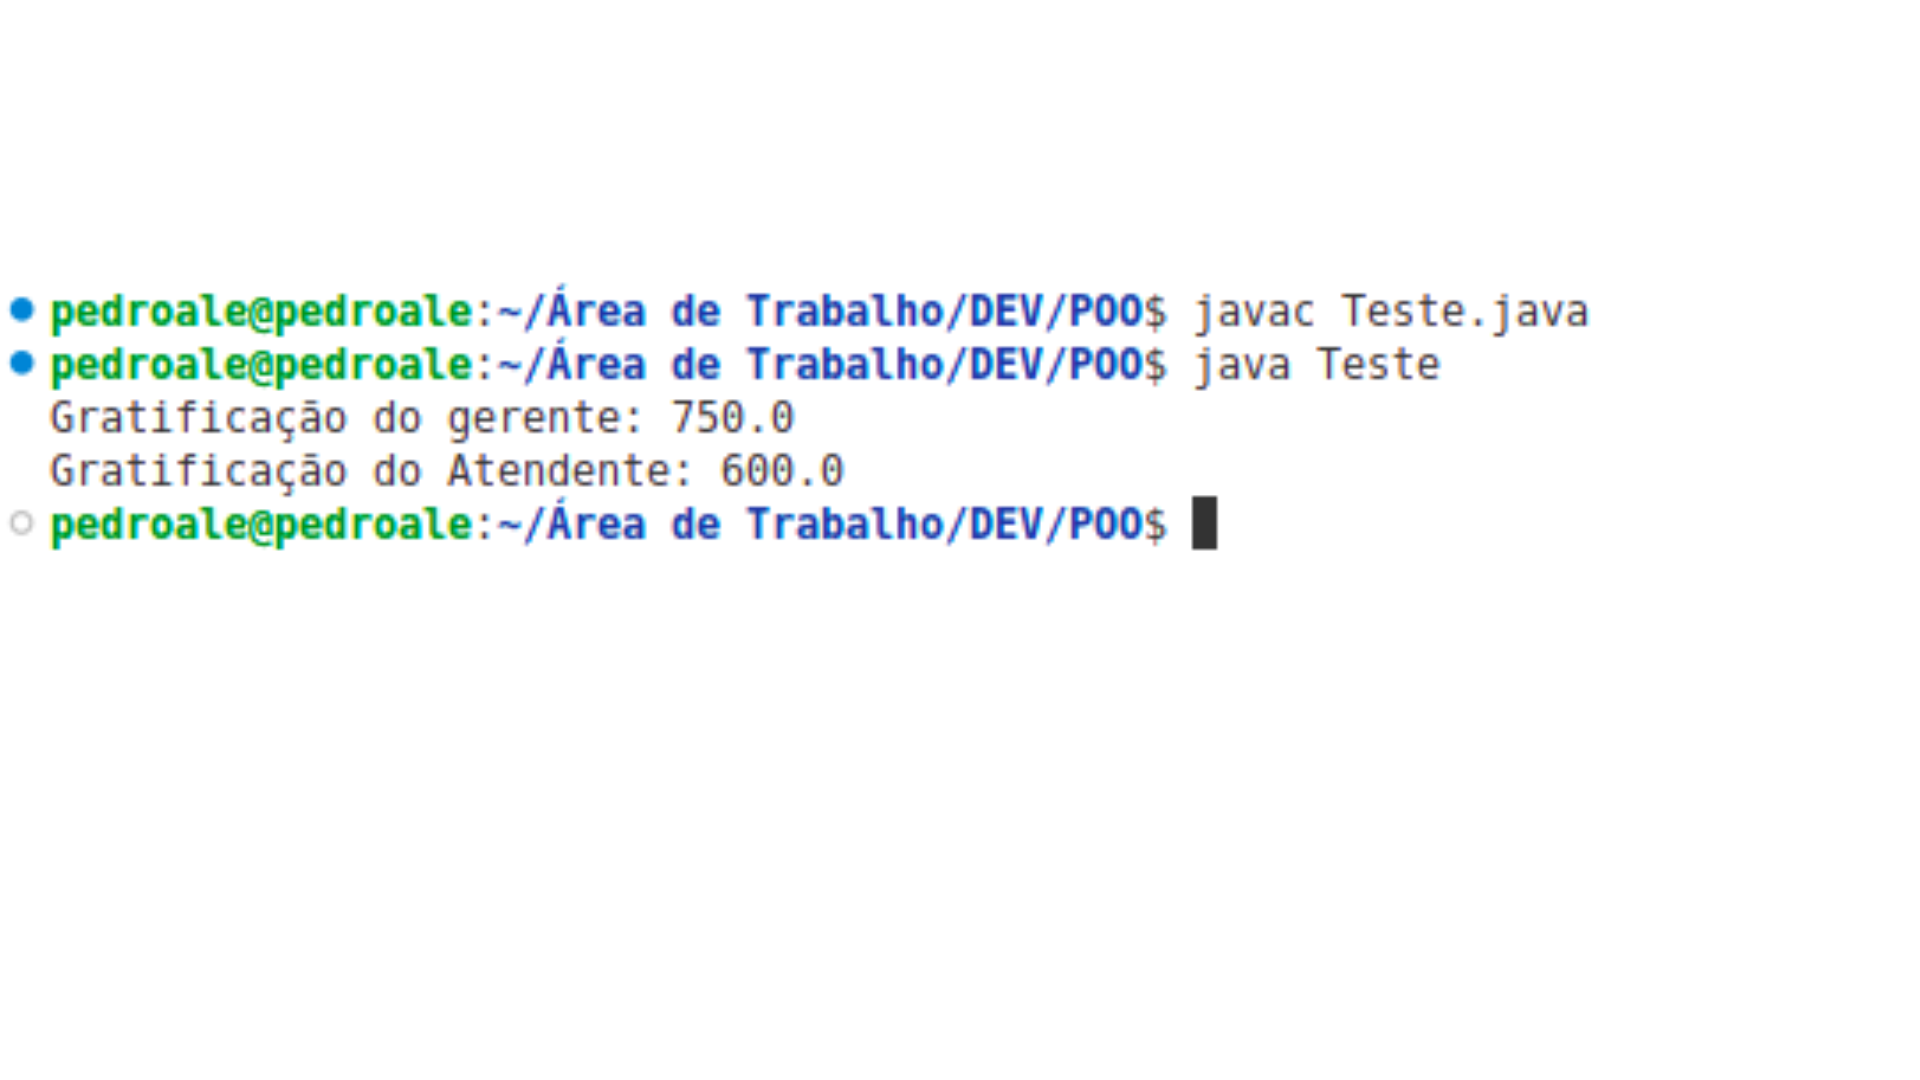 pedroale@pedroale:~/Área de Trabalho/DEV/POO$ javac Teste.java
pedroale@pedroale:~/Área de Trabalho/DEV/POO$ java Teste
Gratificação do gerente: 750.0
Gratificação do Atendente: 600.0
pedroale@pedroale:~/Área de Trabalho/DEV/POO$